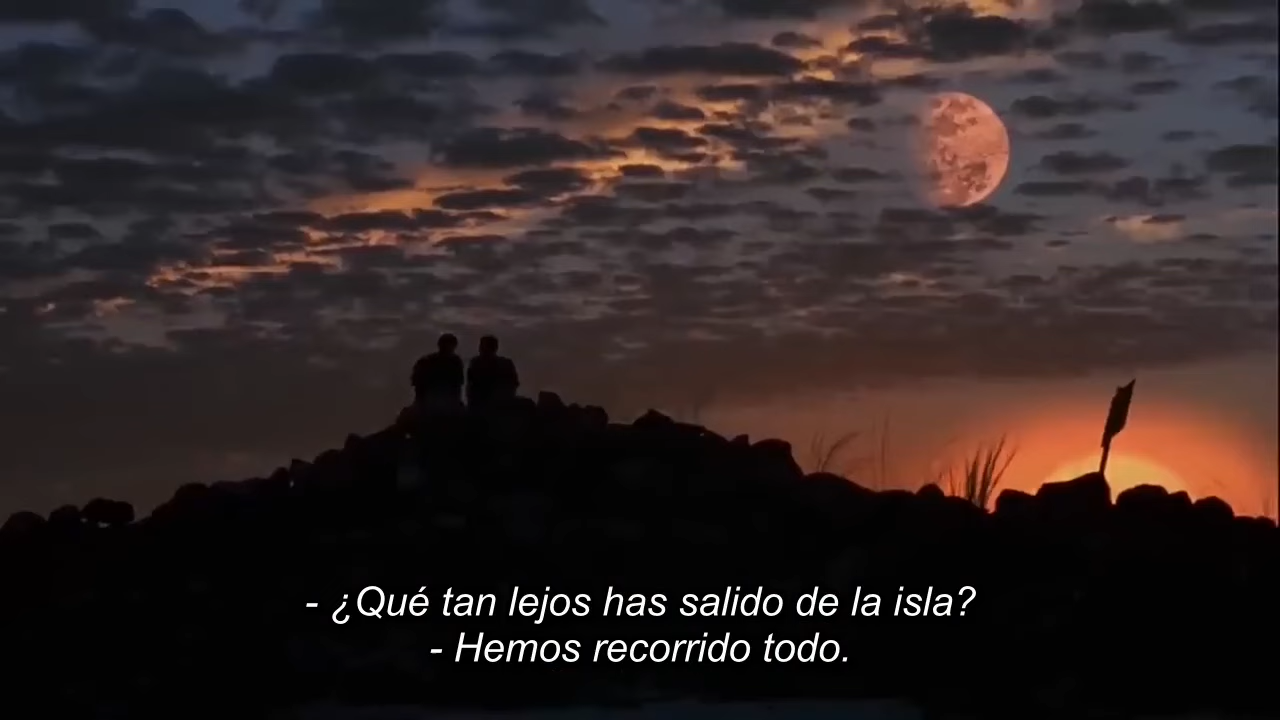 - ¿Qué tan lejos has salido de la isla?
- Hemos recorrido todo.